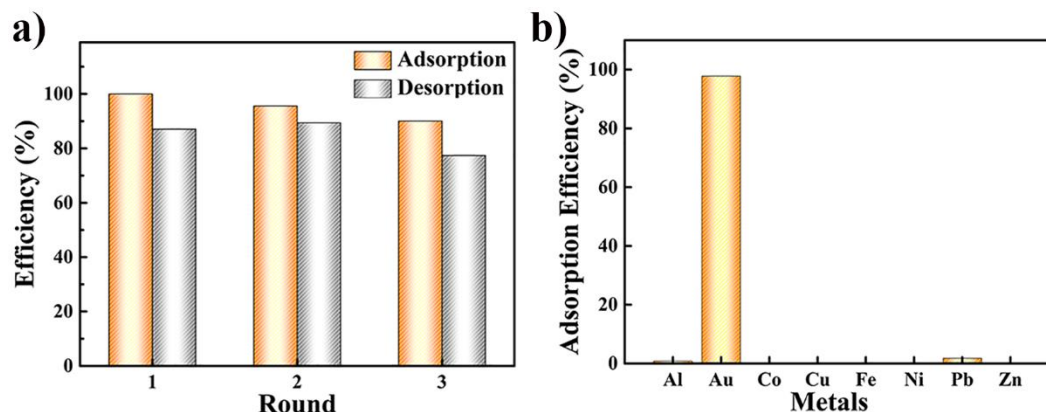 a)
Efficiency (%)
100
80
60
40
20
0
Adsorption
Desorption
1 2 3
Round
b)
Adsorption Efficiency (%)
100
80
60
40
20
0
Al Au Co Cu Fe Ni Pb Zn
Metals